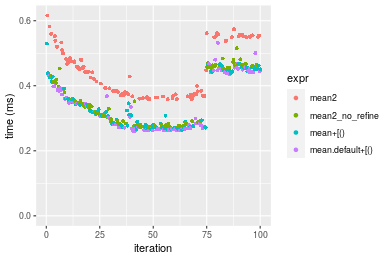 0.6
0.4
0.2
0.0
time (ms)
0
25
50
75
100
iteration
expr
mean2
mean2_no_refine
mean+[()
mean.default+[()